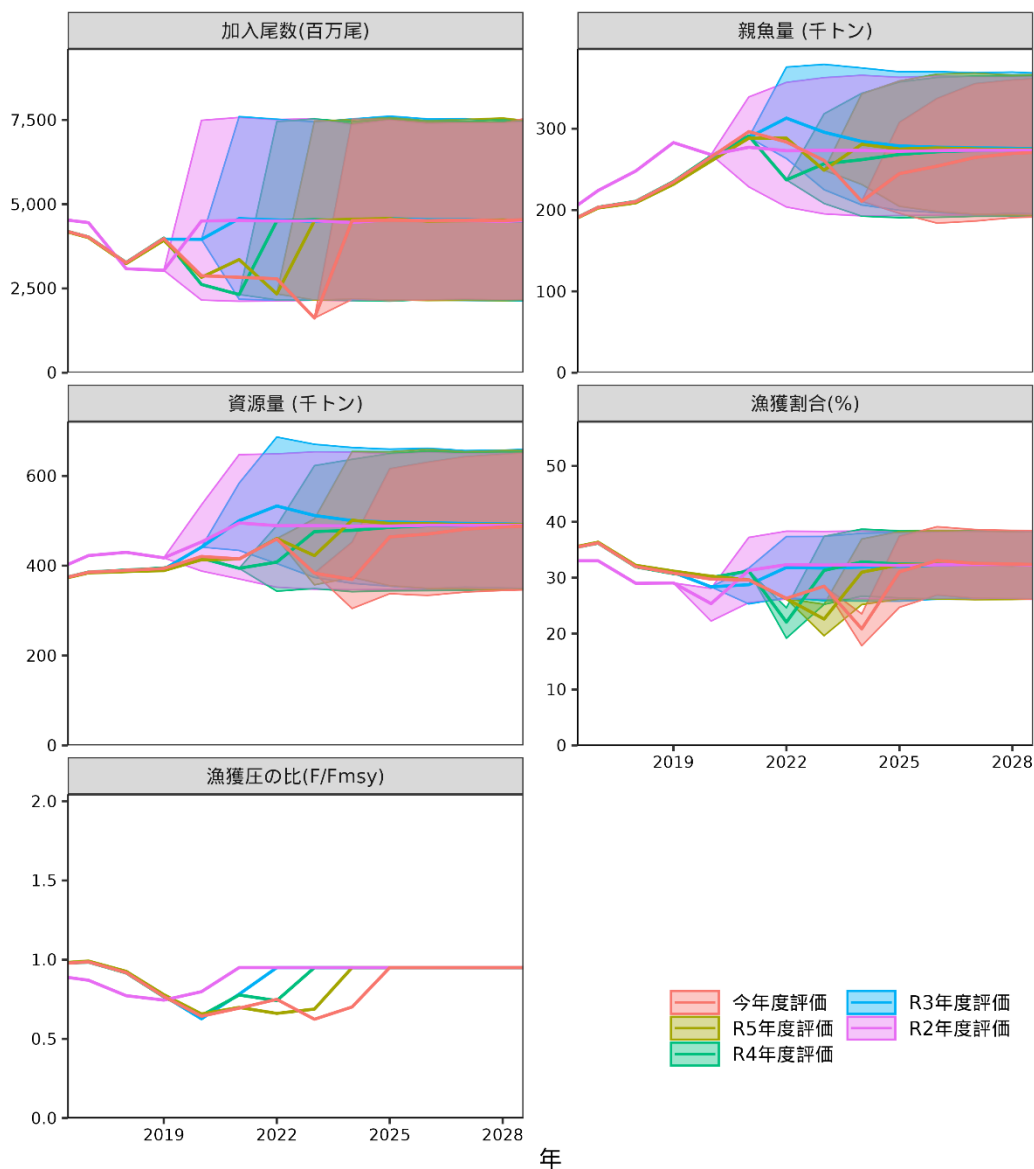 加入尾数(百万尾)
7,500
5,000
2,500
0
親魚量 (千トン)
300
200
100
0
資源量 (千トン)
600
400
200
0
漁獲割合(%)
50
40
30
20
10
0
2019 2022 2025 2028
漁獲圧の比(F/Fmsy)
2.0
1.5
1.0
0.5
0.0
2019 2022 2025 2028
年
今年度評価
R5年度評価
R4年度評価
R3年度評価
R2年度評価